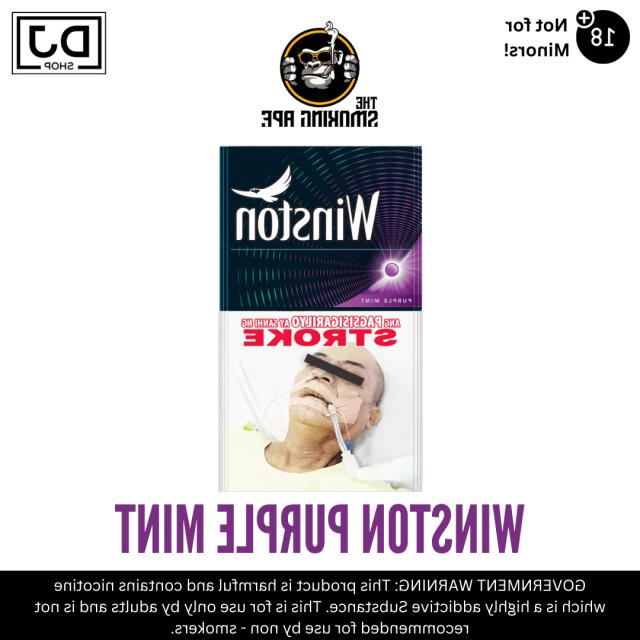 DJ
SHOP
Not for
Minors!
18+
THE
SMOKING APE
Winston
PURPLE MINT
ANG PAGSISIGARILYO AY SANHI NG
STROKE
WINSTON PURPLE MINT
GOVERNMENT WARNING: This product is harmful and contains nicotine
which is a highly addictive Substance. This is for use only by adults and is not
recommended for use by non - smokers.